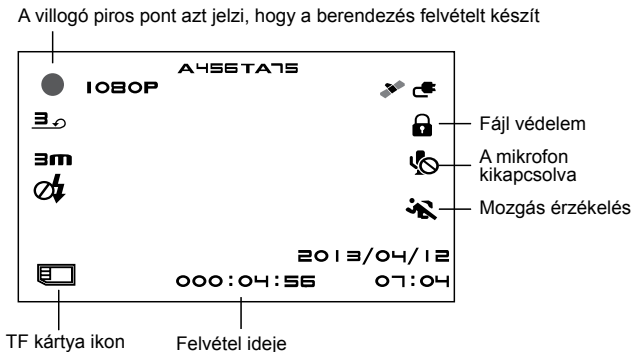 A villogó piros pont azt jelzi, hogy a berendezés felvételt készít
A456TA75
1080P
3
3m
Fájl védelem
A mikrofon
kikapcsolva
Mozgás érzékelés
2013/04/12
000:04:56 07:04
TF kártya ikon
Felvétel ideje